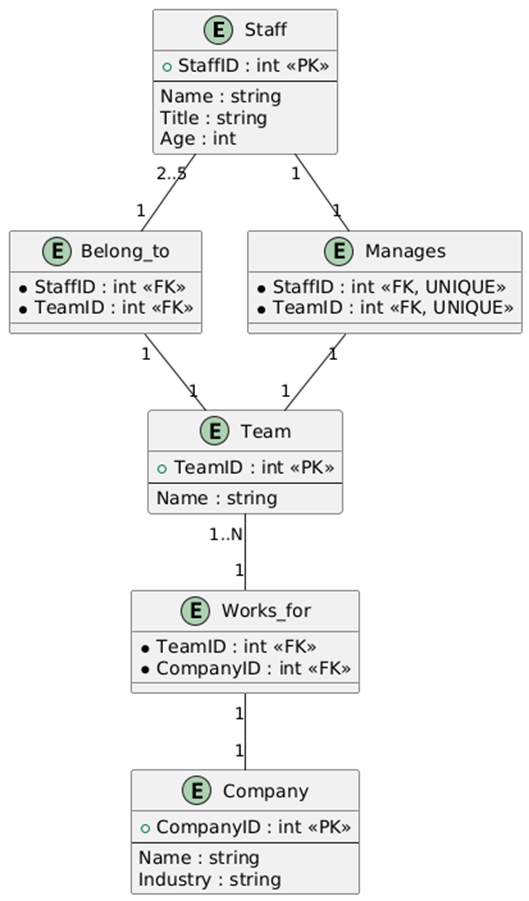 E Staff
StaffID : int «PK»
Name : string
Title : string
Age : int
2..5
1
1
1
E Belong_to
StaffID : int «FK»
TeamID : int «FK»
E Manages
StaffID : int «FK, UNIQUE»
TeamID : int «FK, UNIQUE»
1
1
1
1
E Team
TeamID : int «PK»
Name : string
1..N
1
E Works_for
TeamID : int «FK»
CompanyID : int «FK»
1
1
E Company
CompanyID : int «PK»
Name : string
Industry : string